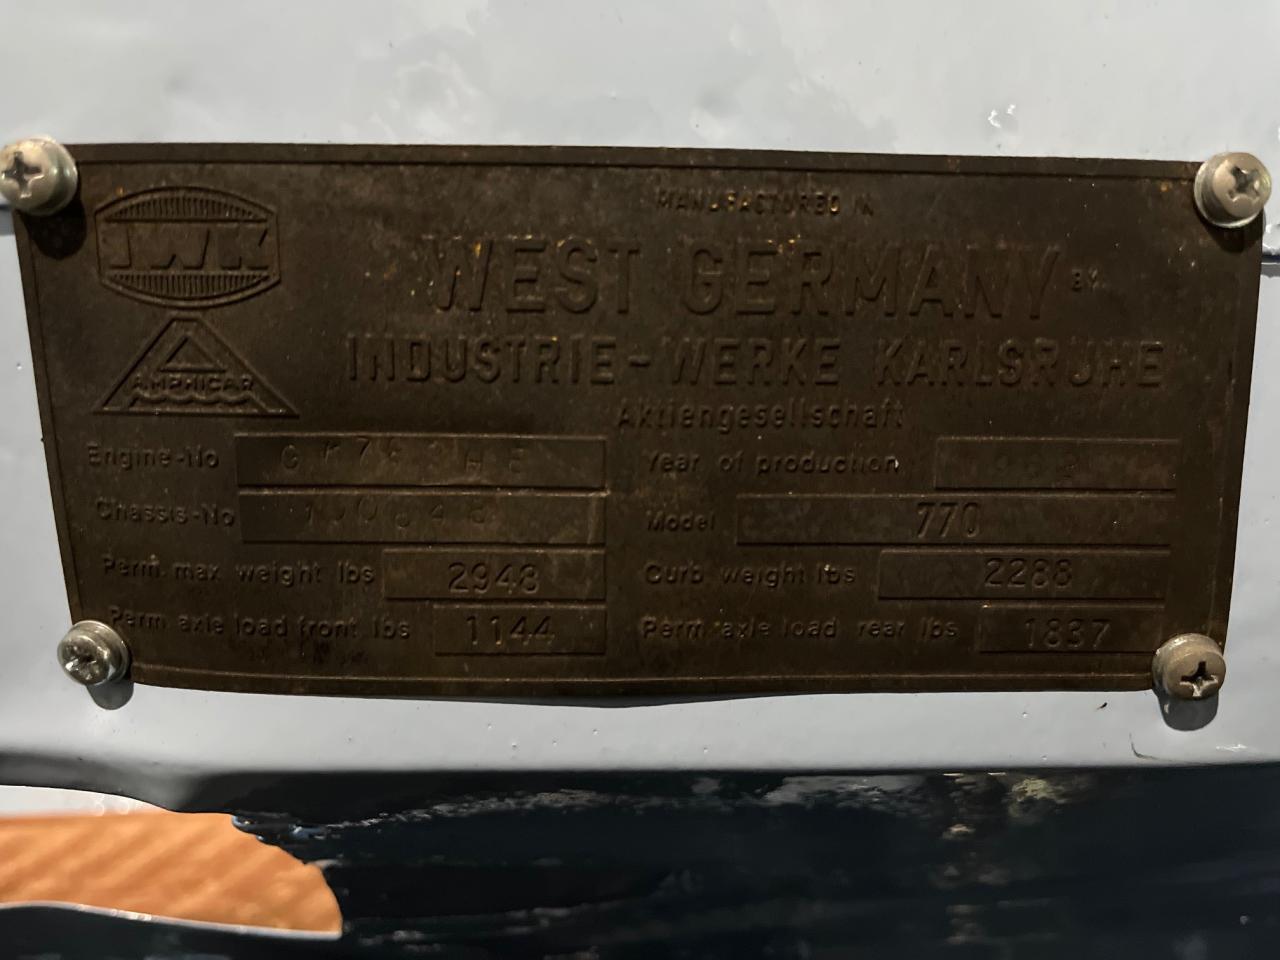 IWK
AMPHICAR
MANUFACTURED IN
WEST GERMANY BY
INDUSTRIE-WERKE KARLSRUHE
Aktiengesellschaft
Engine-No
Year of production
Chassis-No
Model 770
Perm. max weight lbs 2948
Curb weight lbs 2288
Perm axle load front lbs 1144
Perm axle load rear lbs 1837